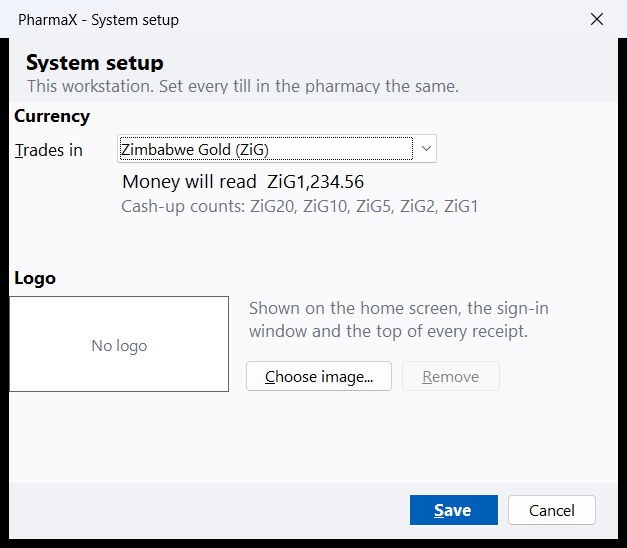 PharmaX - System setup
System setup
This workstation. Set every till in the pharmacy the same.
Currency
Trades in
Zimbabwe Gold (ZiG)
Money will read ZiG1,234.56
Cash-up counts: ZiG20, ZiG10, ZiG5, ZiG2, ZiG1
Logo
No logo
Shown on the home screen, the sign-in
window and the top of every receipt.
Choose image...
Remove
Save
Cancel